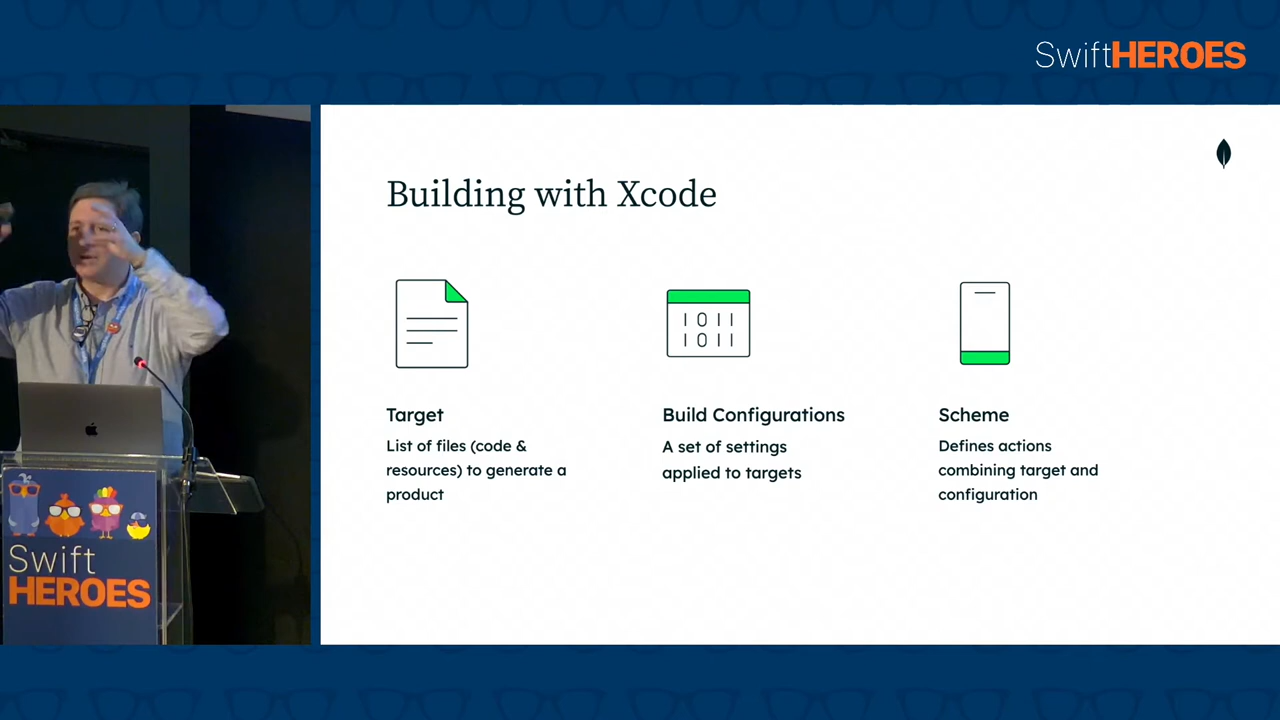 SwiftHEROES
Building with Xcode
1011
1011
Target
List of files (code &
resources) to generate a
product
Build Configurations
A set of settings
applied to targets
Scheme
Defines actions
combining target and
configuration
Swift
HEROES